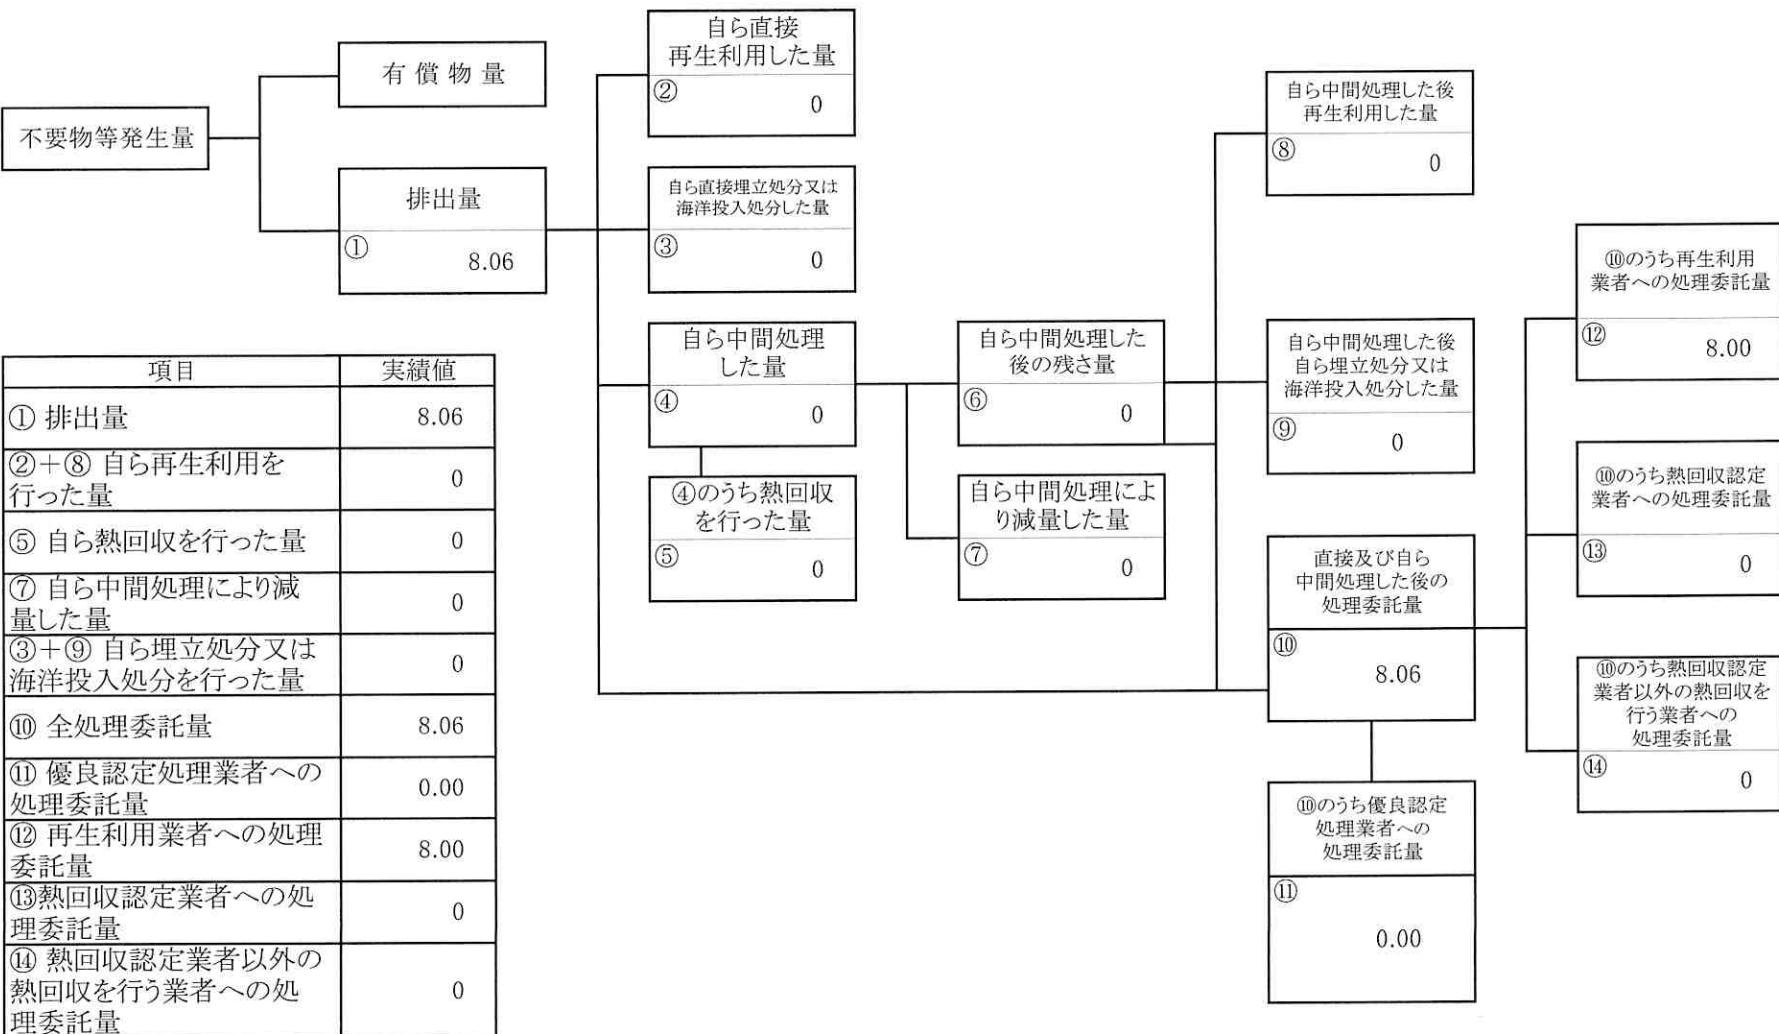 不要物等発生量
有償物量
排出量
①
8.06
自ら直接
再生利用した量
②
0
自ら直接埋立処分又は
海洋投入処分した量
③
0
自ら中間処理
した量
④
0
④のうち熱回収
を行った量
⑤
0
自ら中間処理した
後の残さ量
⑥
0
自ら中間処理によ
り減量した量
⑦
0
自ら中間処理した後
再生利用した量
⑧
0
自ら中間処理した後
自ら埋立処分又は
海洋投入処分した量
⑨
0
直接及び自ら
中間処理した後の
処理委託量
⑩
8.06
⑩のうち優良認定
処理業者への
処理委託量
⑪
0.00
⑩のうち再生利用
業者への処理委託量
⑫
8.00
⑩のうち熱回収認定
業者への処理委託量
⑬
0
⑩のうち熱回収認定
業者以外の熱回収を
行う業者への
処理委託量
⑭
0
項目 実績値
① 排出量 8.06
②+⑧ 自ら再生利用を
行った量 0
⑤ 自ら熱回収を行った量 0
⑦ 自ら中間処理により減
量した量 0
③+⑨ 自ら埋立処分又は
海洋投入処分を行った量 0
⑩ 全処理委託量 8.06
⑪ 優良認定処理業者への
処理委託量 0.00
⑫ 再生利用業者への処理
委託量 8.00
⑬熱回収認定業者への処
理委託量 0
⑭ 熱回収認定業者以外の
熱回収を行う業者への処
理委託量 0